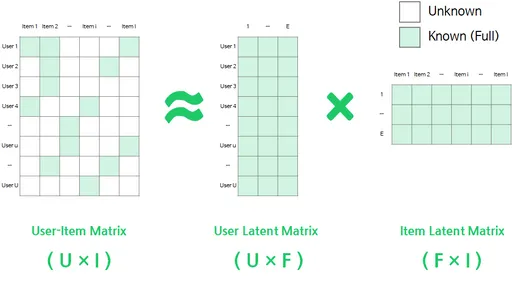 Unknown
Known (Full)
Item 1 Item 2 ... Item i ... Item I
User 1
User 2
User 3
User 4
...
User u
...
User U
1 ... E
User 1
User 2
User 3
User 4
...
User u
...
User U
Item 1 Item 2 ... Item i ... Item I
1
...
E
≈
×
User-Item Matrix
User Latent Matrix
Item Latent Matrix
( U × I )
( U × F )
( F × I )